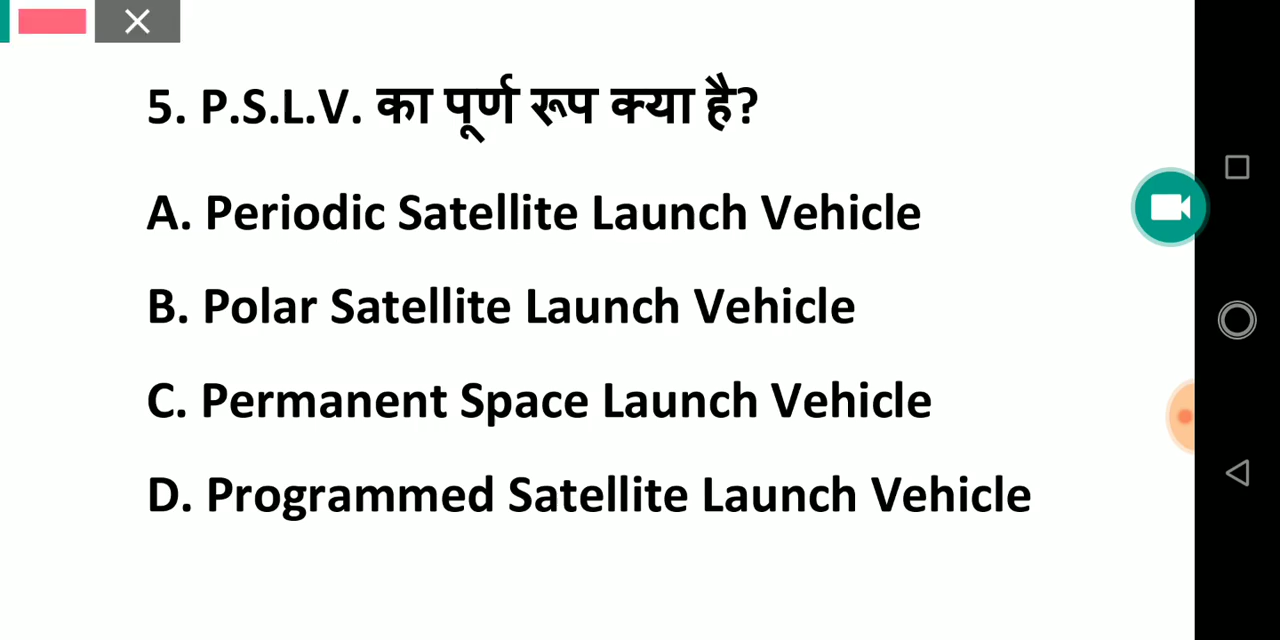 5. P.S.L.V. का पूर्ण रूप क्या है?
A. Periodic Satellite Launch Vehicle
B. Polar Satellite Launch Vehicle
C. Permanent Space Launch Vehicle
D. Programmed Satellite Launch Vehicle